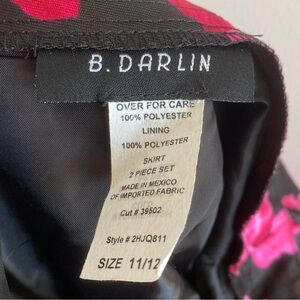 B. DARLIN
OVER FOR CARE
100% POLYESTER
LINING
100% POLYESTER
SKIRT
2 PIECE SET
MADE IN MEXICO
OF IMPORTED FABRIC
Cut # 39502
Style # 2HJQ811
SIZE 11/12